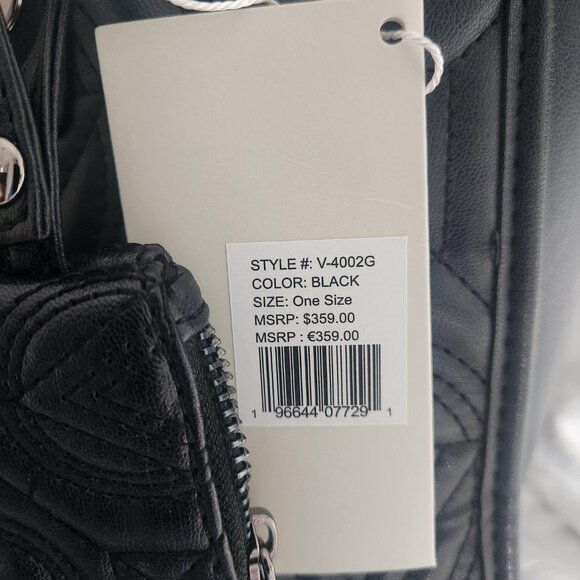 STYLE #: V-4002G
COLOR: BLACK
SIZE: One Size
MSRP: $359.00
MSRP : €359.00
1 96644 07729 1